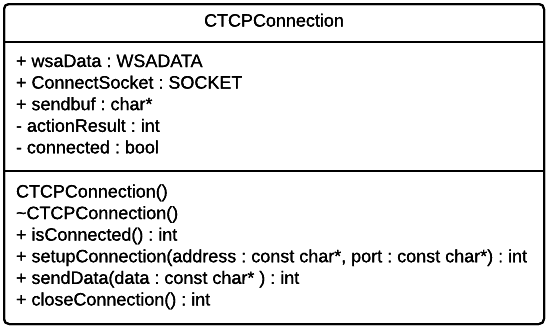 CTCPConnection
+ wsaData : WSADATA
+ ConnectSocket : SOCKET
+ sendbuf : char*
- actionResult : int
- connected : bool
CTCPConnection()
~CTCPConnection()
+ isConnected() : int
+ setupConnection(address : const char*, port : const char*) : int
+ sendData(data : const char* ) : int
+ closeConnection() : int